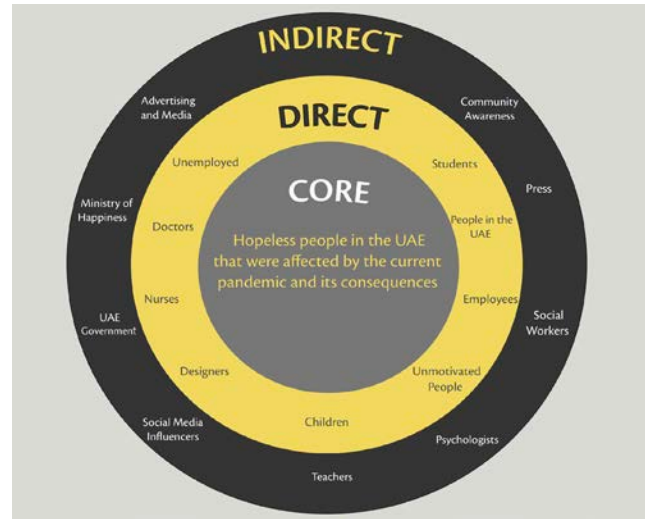 INDIRECT
Advertising
and Media
Community
Awareness
DIRECT
Unemployed
Students
CORE
Press
Ministry of
Happiness
Doctors
People in the
UAE
Hopeless people in the UAE
that were affected by the current
pandemic and its consequences
Nurses
Employees
UAE
Government
Social
Workers
Designers
Unmotivated
People
Social Media
Influencers
Children
Psychologists
Teachers